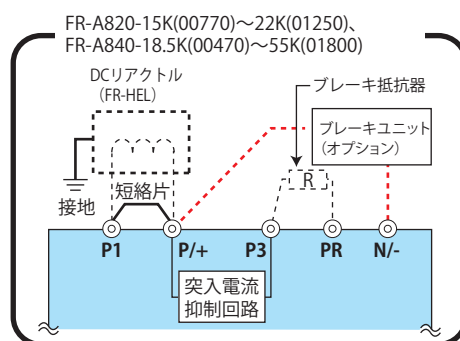 FR-A820-15K(00770)～22K(01250)、
FR-A840-18.5K(00470)～55K(01800)
DCリアクトル
(FR-HEL)
ブレーキ抵抗器
ブレーキユニット
(オプション)
R
接地
短絡片
P1
P/+
P3
PR
N/-
突入電流
抑制回路